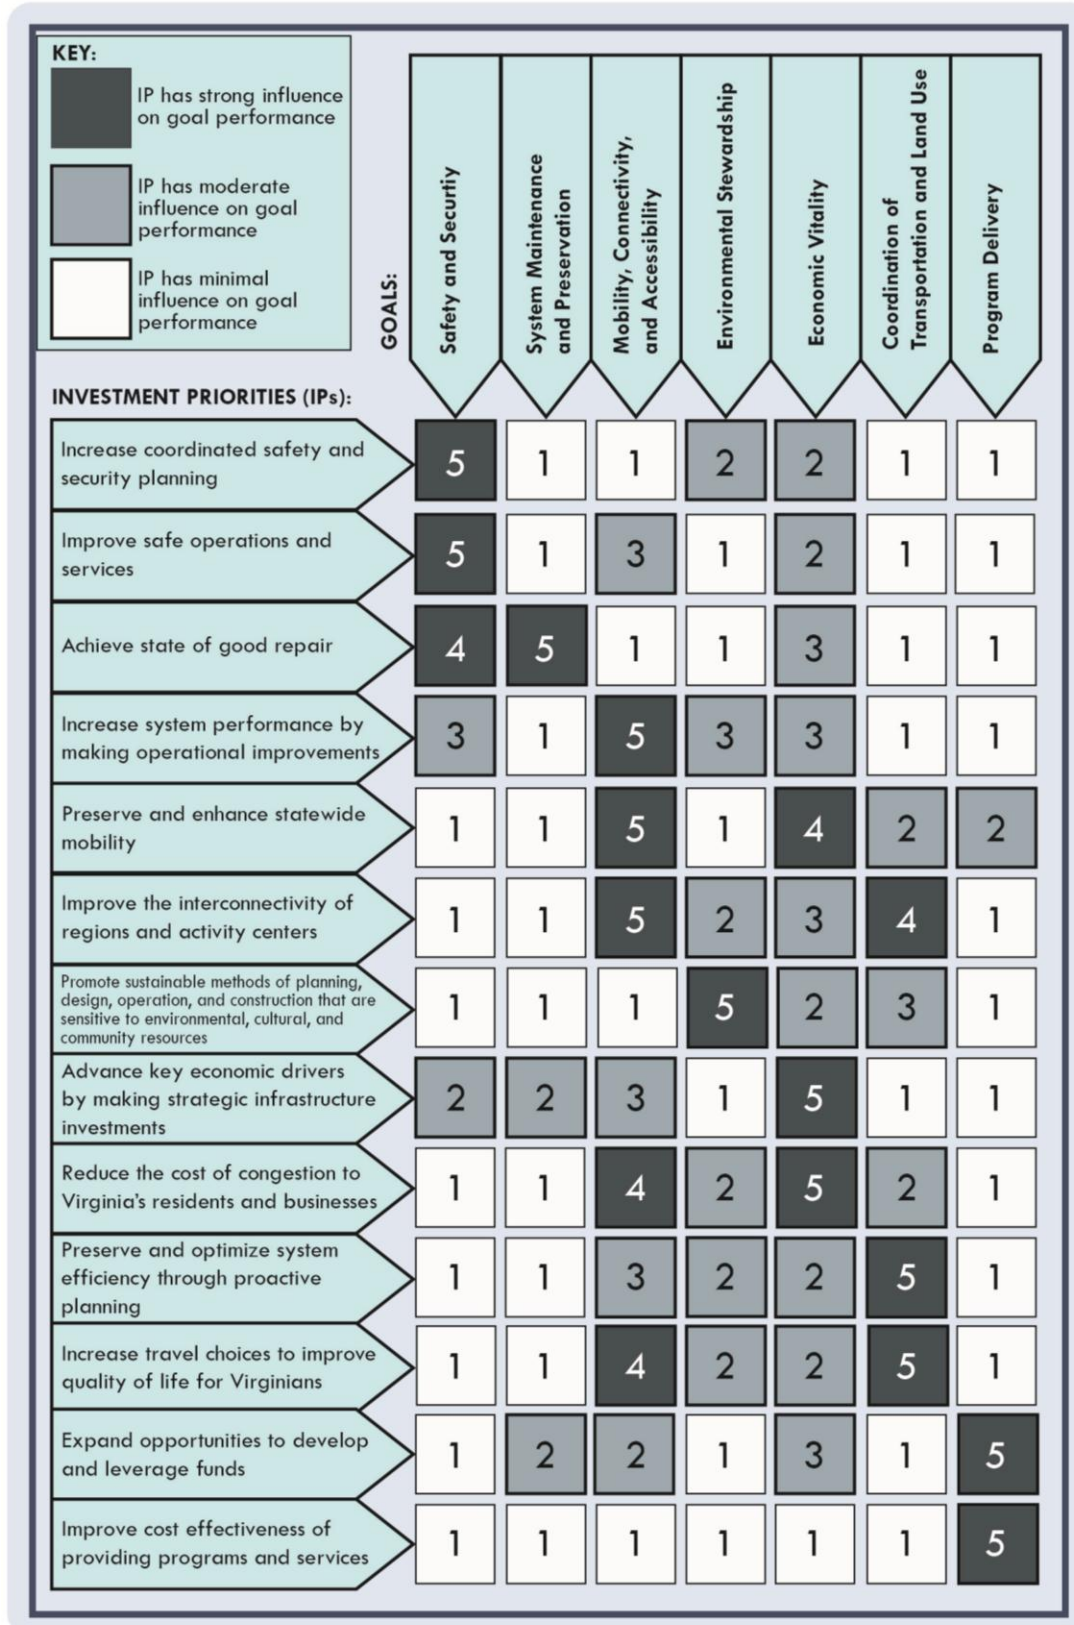 KEY:
IP has strong influence
on goal performance
IP has moderate
influence on goal
performance
IP has minimal
influence on goal
performance
GOALS:
Safety and Securtiy
System Maintenance
and Preservation
Mobility, Connectivity,
and Accessibility
Environmental Stewardship
Economic Vitality
Coordination of
Transportation and Land Use
Program Delivery
INVESTMENT PRIORITIES (IPs):
Increase coordinated safety and
security planning
5 1 1 2 2 1 1
Improve safe operations and
services
5 1 3 1 2 1 1
Achieve state of good repair
4 5 1 1 3 1 1
Increase system performance by
making operational improvements
3 1 5 3 3 1 1
Preserve and enhance statewide
mobility
1 1 5 1 4 2 2
Improve the interconnectivity of
regions and activity centers
1 1 5 2 3 4 1
Promote sustainable methods of planning,
design, operation, and construction that are
sensitive to environmental, cultural, and
community resources
1 1 1 5 2 3 1
Advance key economic drivers
by making strategic infrastructure
investments
2 2 3 1 5 1 1
Reduce the cost of congestion to
Virginia's residents and businesses
1 1 4 2 5 2 1
Preserve and optimize system
efficiency through proactive
planning
1 1 3 2 2 5 1
Increase travel choices to improve
quality of life for Virginians
1 1 4 2 2 5 1
Expand opportunities to develop
and leverage funds
1 2 2 1 3 1 5
Improve cost effectiveness of
providing programs and services
1 1 1 1 1 1 5